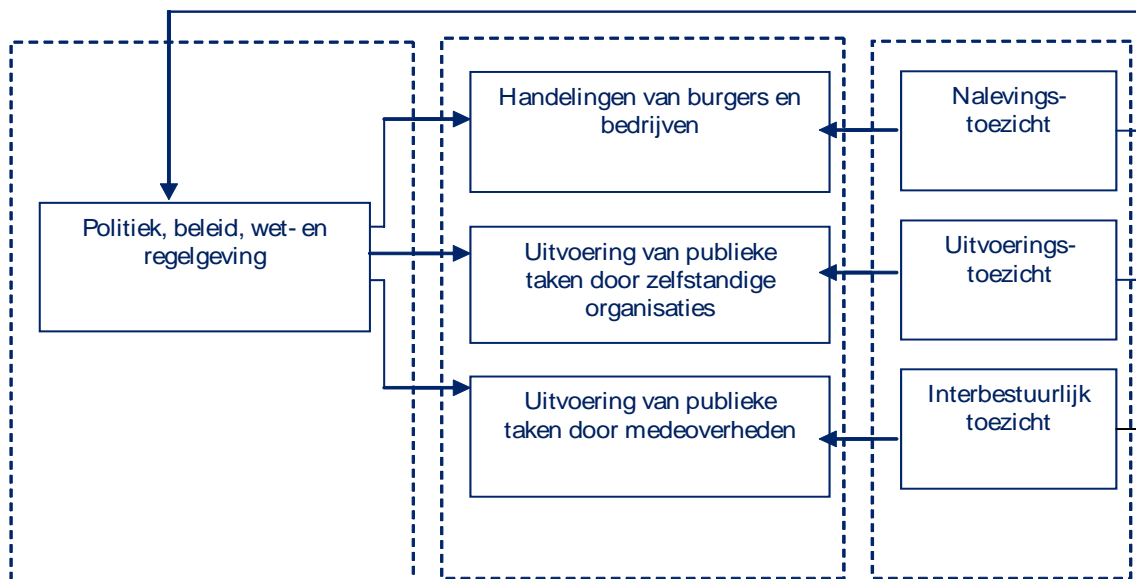 Politiek, beleid, wet- en
regelgeving
Handelingen van burgers en
bedrijven
Uitvoering van publieke
taken door zelfstandige
organisaties
Uitvoering van publieke
taken door medeoverheden
Nalevings-
toezicht
Uitvoerings-
toezicht
Interbestuurlijk
toezicht